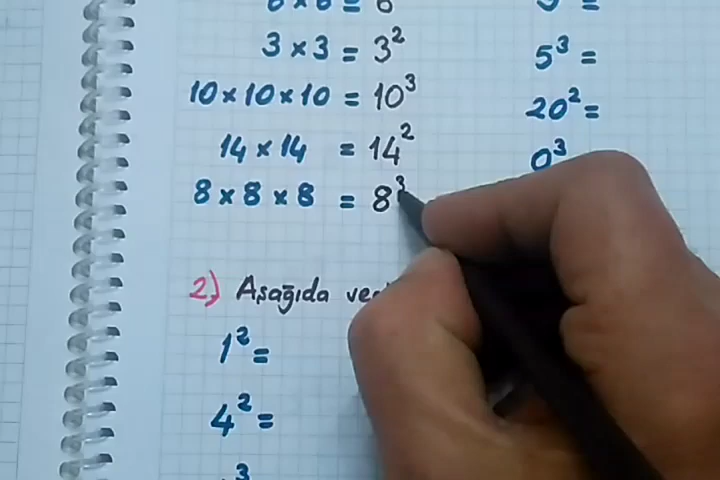 3 × 3 = 3²
10 × 10 × 10 = 10³
14 × 14 = 14²
8 × 8 × 8 = 8³
5³ =
20² =
0³
2) Aşağıda
1² =
4² =
3